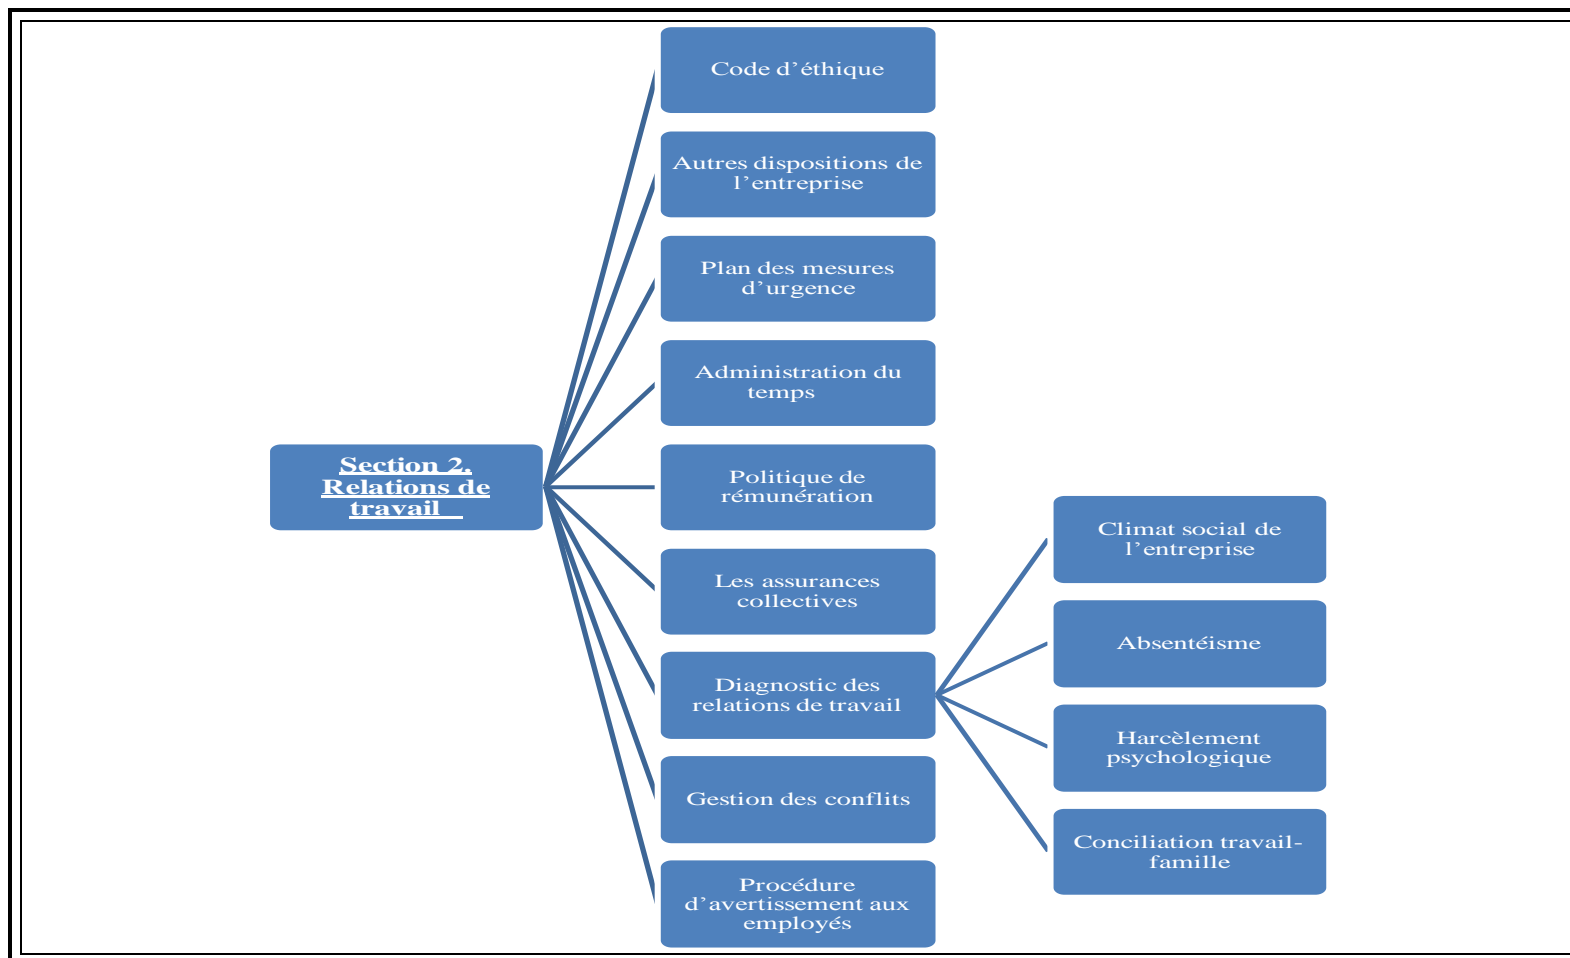 Code d’éthique
Autres dispositions de
l’entreprise
Plan des mesures
d’urgence
Administration du
temps
Section 2.
Relations de
travail
Politique de
rémunération
Les assurances
collectives
Diagnostic des
relations de travail
Climat social de
l’entreprise
Absentéisme
Harcèlement
psychologique
Conciliation travail-
famille
Gestion des conflits
Procédure
d’avertissement aux
employés